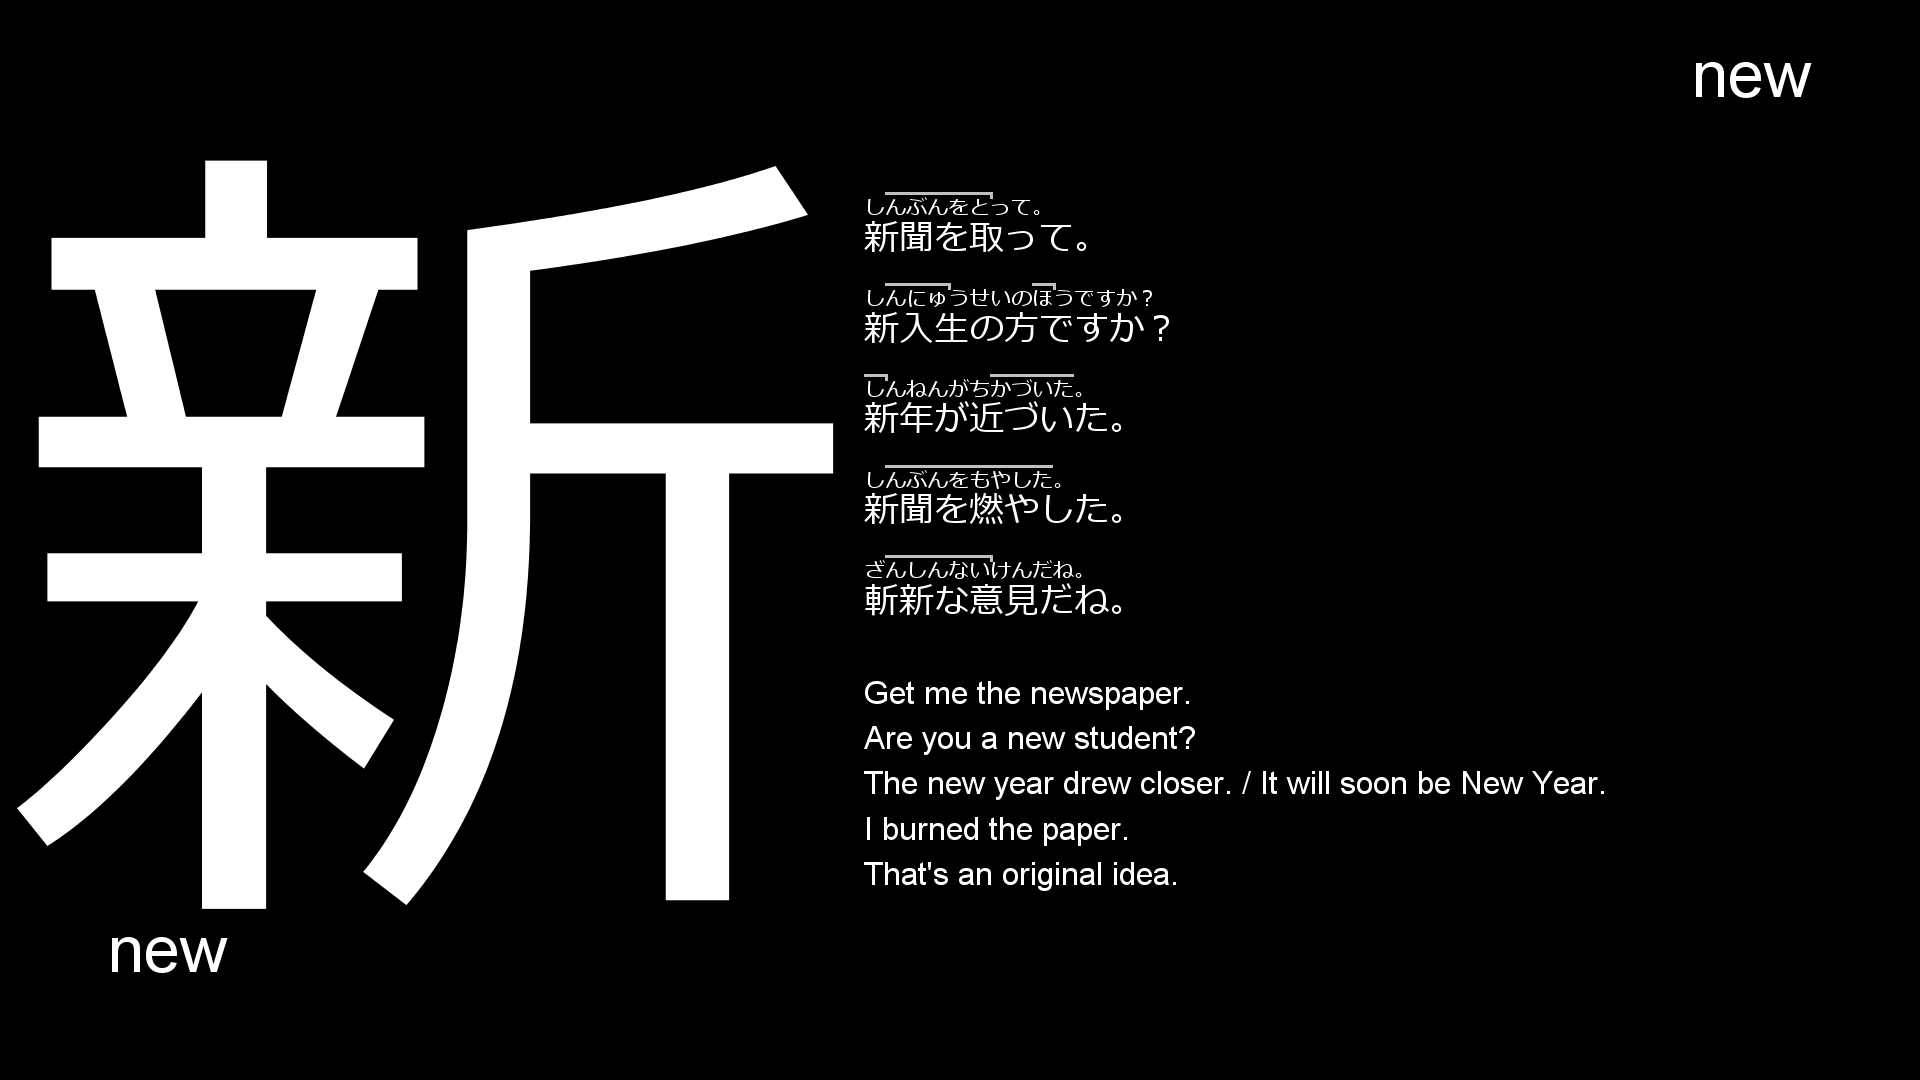 new
新
しんぶんをとって。
新聞を取って。
しんにゅうせいのほうですか？
新入生の方ですか？
しんねんがちかづいた。
新年が近づいた。
しんぶんをもやした。
新聞を燃やした。
ざんしんないけんだね。
斬新な意見だね。
Get me the newspaper.
Are you a new student?
The new year drew closer. / It will soon be New Year.
I burned the paper.
That's an original idea.
new